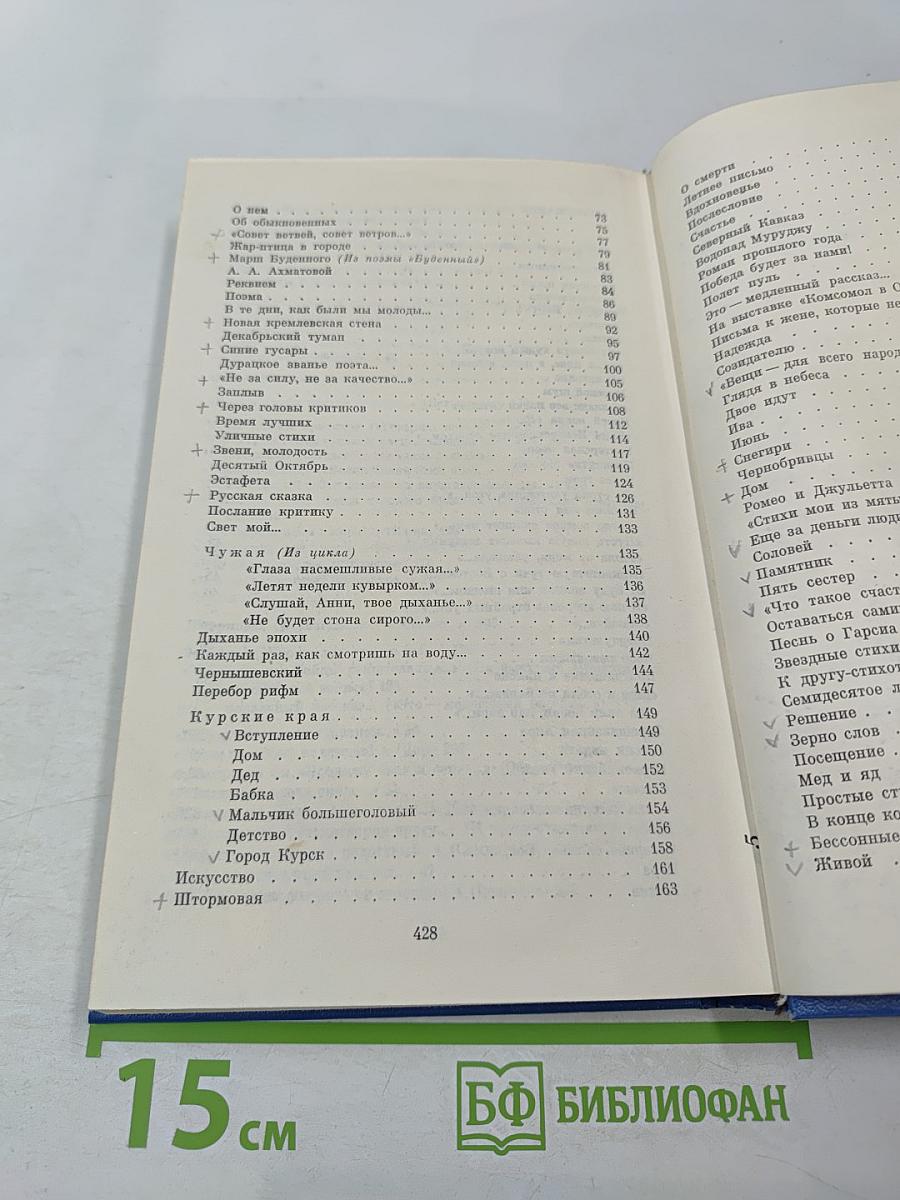 О нем . . . 73
Об обыкновенных . . . 75
«Совет ветвей, совет ветров...» . . . 77
Жар-птица в городе . . . 79
Марш Буденного (Из поэмы «Буденный») . . . 81
А. А. Ахматовой . . . 83
Реквием . . . 84
Поэма . . . 86
В те дни, как были мы молоды... . . . 89
Новая кремлевская стена . . . 92
Декабрьский туман . . . 95
Синие гусары . . . 97
Дурацкое званье поэта... . . . 100
«Не за силу, не за качество...» . . . 105
Заплыв . . . 106
Через головы критиков . . . 108
Время лучших . . . 112
Уличные стихи . . . 114
Звени, молодость . . . 117
Десятый Октябрь . . . 119
Эстафета . . . 124
Русская сказка . . . 126
Послание критику . . . 131
Свет мой... . . . 133
Чужая (Из цикла) . . . 135
«Глаза насмешливые сужая...» . . . 135
«Летят недели кувырком...» . . . 136
«Слушай, Анни, твое дыханье...» . . . 137
«Не будет стона сирого...» . . . 138
Дыханье эпохи . . . 140
Каждый раз, как смотришь на воду... . . . 142
Чернышевский . . . 144
Перебор рифм . . . 147
Курские края . . . 149
Вступление . . . 149
Дом . . . 150
Дед . . . 152
Бабка . . . 153
Мальчик большеголовый . . . 154
Детство . . . 156
Город Курск . . . 158
Искусство . . . 161
Штормовая . . . 163
428
О смерти . . .
Летнее письмо . . .
Вдохновенье . . .
Послесловие . . .
Счастье . . .
Северный Кавказ . . .
Водопад Муруджу . . .
Роман прошлого года . . .
Победа будет за нами!
Полет пуль . . .
Это — медленный рассказ...
На выставке «Комсомол в
Письма к жене, которые не
Надежда . . .
Созидателю . . .
«Вещи — для всего народ
Глядя в небеса . . .
Двое идут . . .
Ива . . .
Июнь . . .
Снегири . . .
Чернобривцы . . .
Дом . . .
Ромео и Джульетта
«Стихи мои из мяты
Еще за деньги люд
Соловей . . .
Памятник . . .
Пять сестер . . .
«Что такое счаст
Оставаться сами
Песнь о Гарсиа
Звездные стихи
К другу-стихот
Семидесятое л
Решение . . .
Зерно слов . . .
Посещение . . .
Мед и яд
Простые ст
В конце ко
Бессонные
Живой . . .
15 см
БФ БИБЛИОФАН